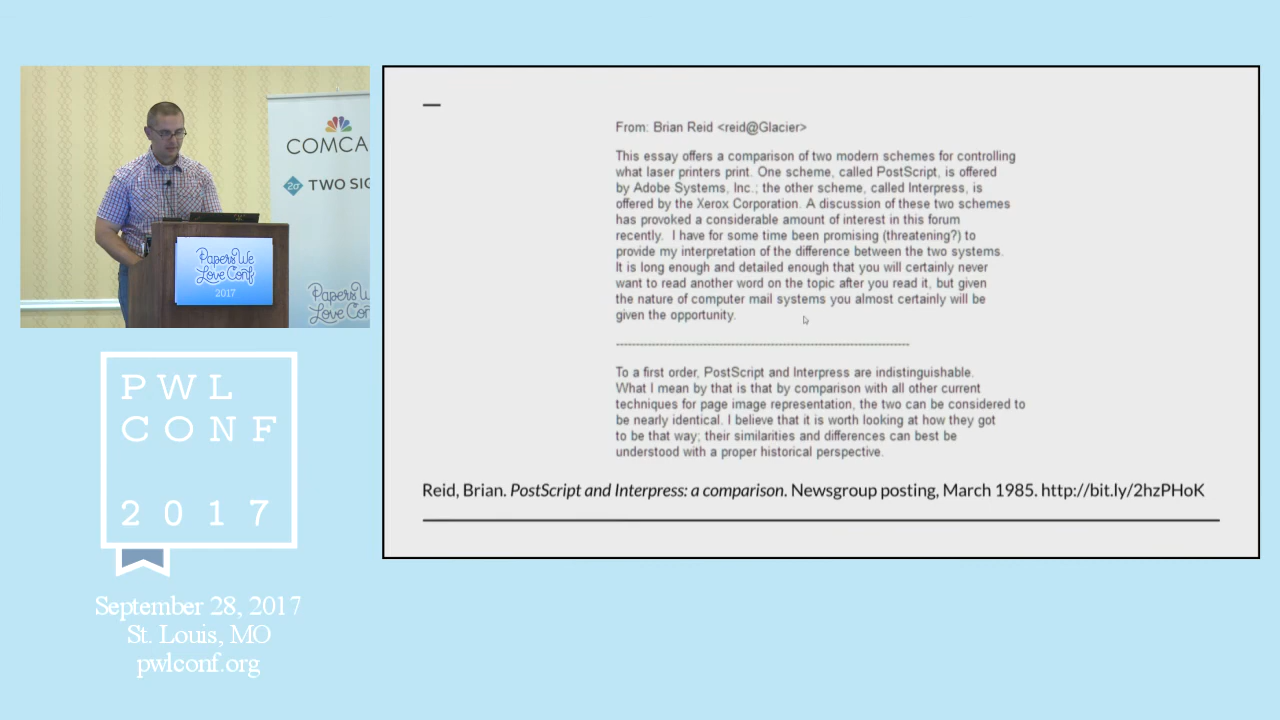 COMCA
2σ TWO SIG
Papers We
Love Conf
2017
Papers W
Love Con
PWL
CONF
2017
September 28, 2017
St. Louis, MO
pwlconf.org
From: Brian Reid <reid@Glacier>
This essay offers a comparison of two modern schemes for controlling
what laser printers print. One scheme, called PostScript, is offered
by Adobe Systems, Inc.; the other scheme, called Interpress, is
offered by the Xerox Corporation. A discussion of these two schemes
has provoked a considerable amount of interest in this forum
recently. I have for some time been promising (threatening?) to
provide my interpretation of the difference between the two systems.
It is long enough and detailed enough that you will certainly never
want to read another word on the topic after you read it, but given
the nature of computer mail systems you almost certainly will be
given the opportunity.
--------------------------------------------------------------------------
To a first order, PostScript and Interpress are indistinguishable.
What I mean by that is that by comparison with all other current
techniques for page image representation, the two can be considered to
be nearly identical. I believe that it is worth looking at how they got
to be that way; their similarities and differences can best be
understood with a proper historical perspective.
Reid, Brian. PostScript and Interpress: a comparison. Newsgroup posting, March 1985. http://bit.ly/2hzPHoK